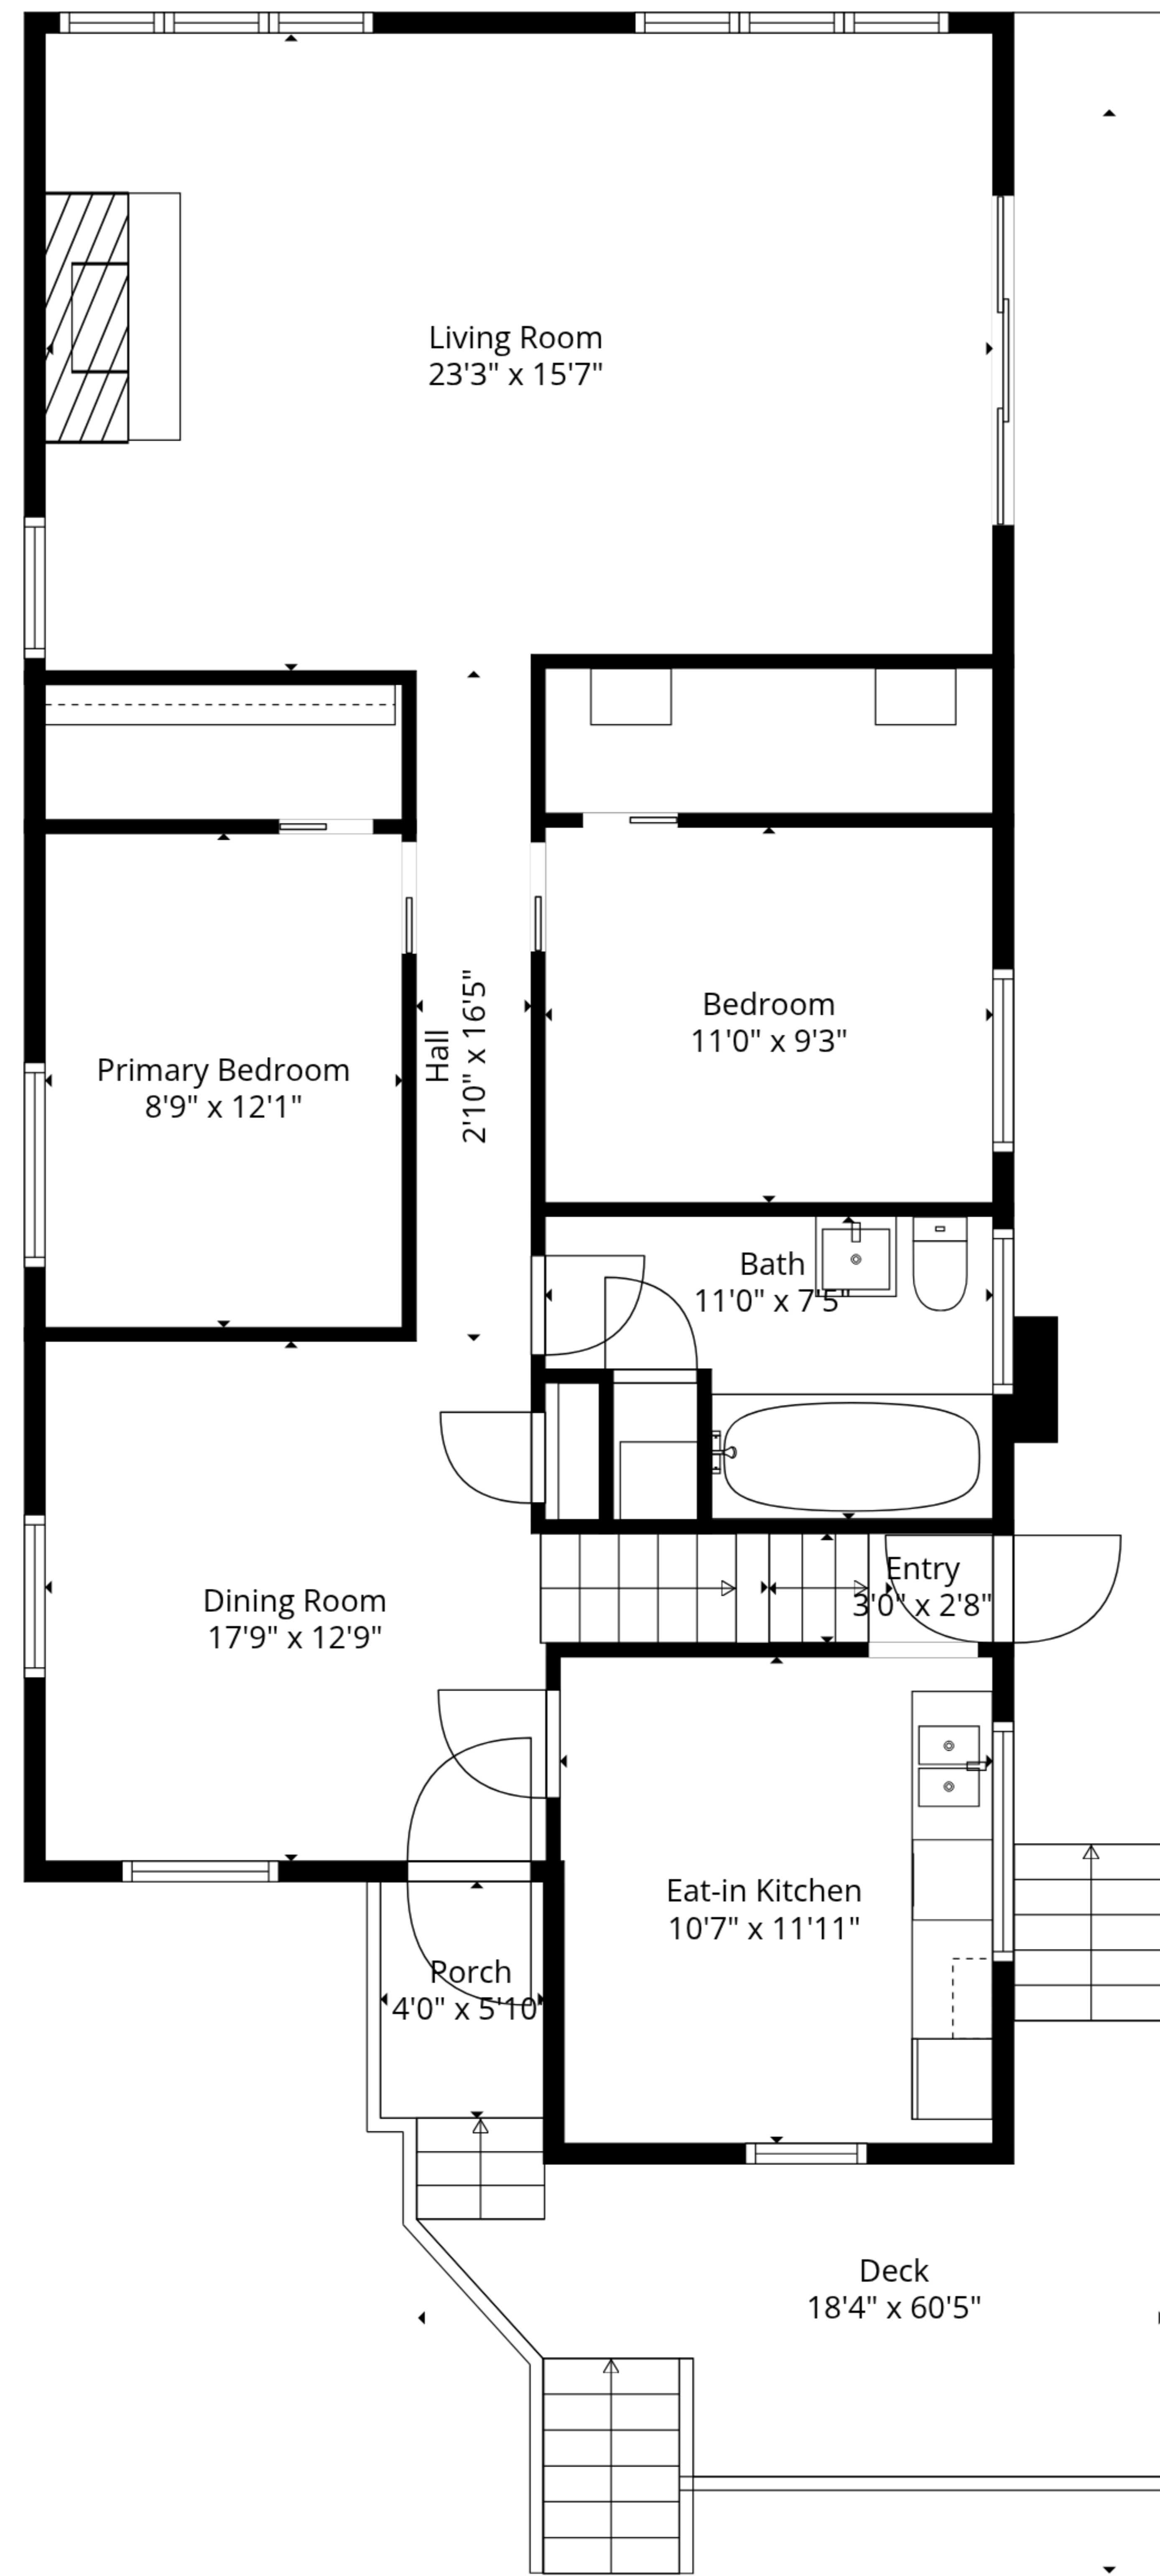 Living Room
23'3" x 15'7"
Bedroom
11'0" x 9'3"
Hall
2'10" x 16'5"
Primary Bedroom
8'9" x 12'1"
Bath
11'0" x 7'5
Entry
3'0" x 2'8"
Dining Room
17'9" x 12'9"
Eat-in Kitchen
10'7" x 11'11"
Porch
4'0" x 5'10
Deck
18'4" x 60'5"